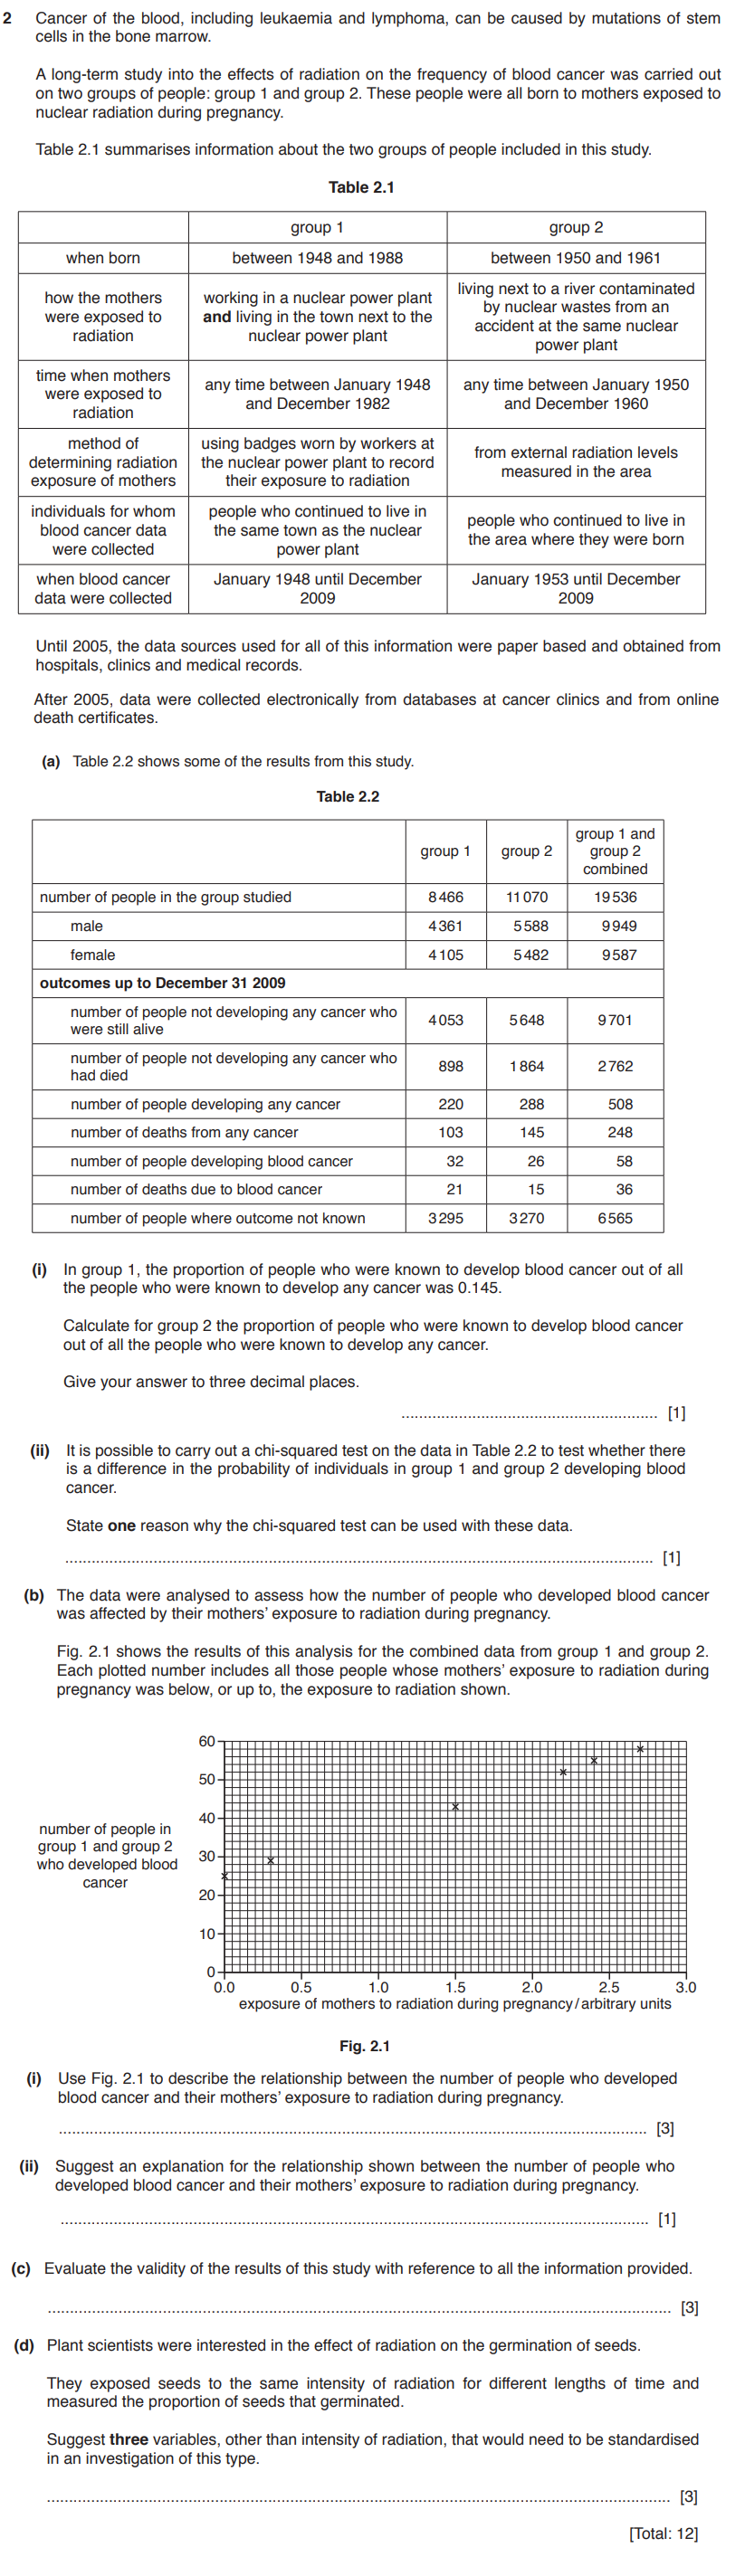 2 Cancer of the blood, including leukaemia and lymphoma, can be caused by mutations of stem
cells in the bone marrow.
A long-term study into the effects of radiation on the frequency of blood cancer was carried out
on two groups of people: group 1 and group 2. These people were all born to mothers exposed to
nuclear radiation during pregnancy.
Table 2.1 summarises information about the two groups of people included in this study.
Table 2.1
group 1 group 2
when born between 1948 and 1988 between 1950 and 1961
how the mothers
were exposed to
radiation
working in a nuclear power plant
and living in the town next to the
nuclear power plant
living next to a river contaminated
by nuclear wastes from an
accident at the same nuclear
power plant
time when mothers
were exposed to
radiation
any time between January 1948
and December 1982
any time between January 1950
and December 1960
method of
determining radiation
exposure of mothers
using badges worn by workers at
the nuclear power plant to record
their exposure to radiation
from external radiation levels
measured in the area
individuals for whom
blood cancer data
were collected
people who continued to live in
the same town as the nuclear
power plant
people who continued to live in
the area where they were born
when blood cancer
data were collected
January 1948 until December
2009
January 1953 until December
2009
Until 2005, the data sources used for all of this information were paper based and obtained from
hospitals, clinics and medical records.
After 2005, data were collected electronically from databases at cancer clinics and from online
death certificates.
(a) Table 2.2 shows some of the results from this study.
Table 2.2
group 1 group 2 group 1 and
group 2
combined
number of people in the group studied 8466 11070 19536
male 4361 5588 9949
female 4105 5482 9587
outcomes up to December 31 2009
number of people not developing any cancer who
were still alive
4053 5648 9701
number of people not developing any cancer who
had died
898 1864 2762
number of people developing any cancer 220 288 508
number of deaths from any cancer 103 145 248
number of people developing blood cancer 32 26 58
number of deaths due to blood cancer 21 15 36
number of people where outcome not known 3295 3270 6565
(i) In group 1, the proportion of people who were known to develop blood cancer out of all
the people who were known to develop any cancer was 0.145.
Calculate for group 2 the proportion of people who were known to develop blood cancer
out of all the people who were known to develop any cancer.
Give your answer to three decimal places.
[1]
(ii) It is possible to carry out a chi-squared test on the data in Table 2.2 to test whether there
is a difference in the probability of individuals in group 1 and group 2 developing blood
cancer.
State one reason why the chi-squared test can be used with these data.
[1]
(b) The data were analysed to assess how the number of people who developed blood cancer
was affected by their mothers' exposure to radiation during pregnancy.
Fig. 2.1 shows the results of this analysis for the combined data from group 1 and group 2.
Each plotted number includes all those people whose mothers' exposure to radiation during
pregnancy was below, or up to, the exposure to radiation shown.
60
50
40
30
20
10
0
number of people in
group 1 and group 2
who developed blood
cancer
0.0 0.5 1.0 1.5 2.0 2.5 3.0
exposure of mothers to radiation during pregnancy/arbitrary units
Fig. 2.1
(i) Use Fig. 2.1 to describe the relationship between the number of people who developed
blood cancer and their mothers' exposure to radiation during pregnancy.
[3]
(ii) Suggest an explanation for the relationship shown between the number of people who
developed blood cancer and their mothers' exposure to radiation during pregnancy.
[1]
(c) Evaluate the validity of the results of this study with reference to all the information provided.
[3]
(d) Plant scientists were interested in the effect of radiation on the germination of seeds.
They exposed seeds to the same intensity of radiation for different lengths of time and
measured the proportion of seeds that germinated.
Suggest three variables, other than intensity of radiation, that would need to be standardised
in an investigation of this type.
[3]
[Total: 12]